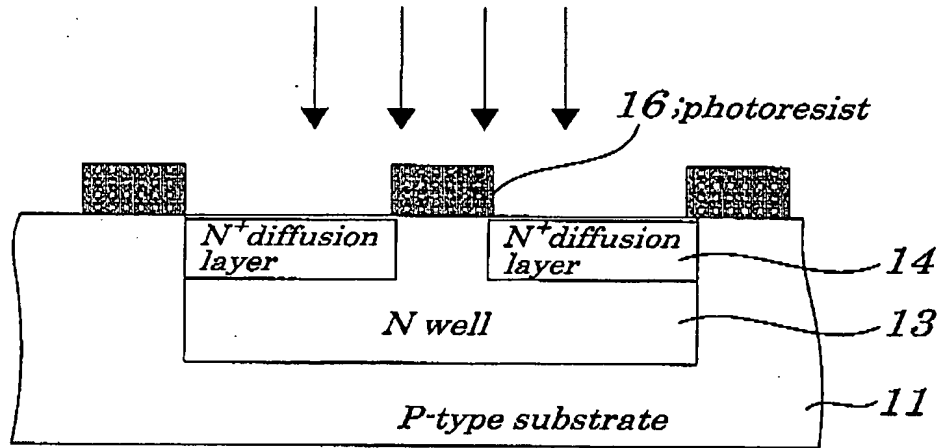 16;photoresist
N+diffusion
layer
N+diffusion
layer
14
N well
13
11
P-type substrate